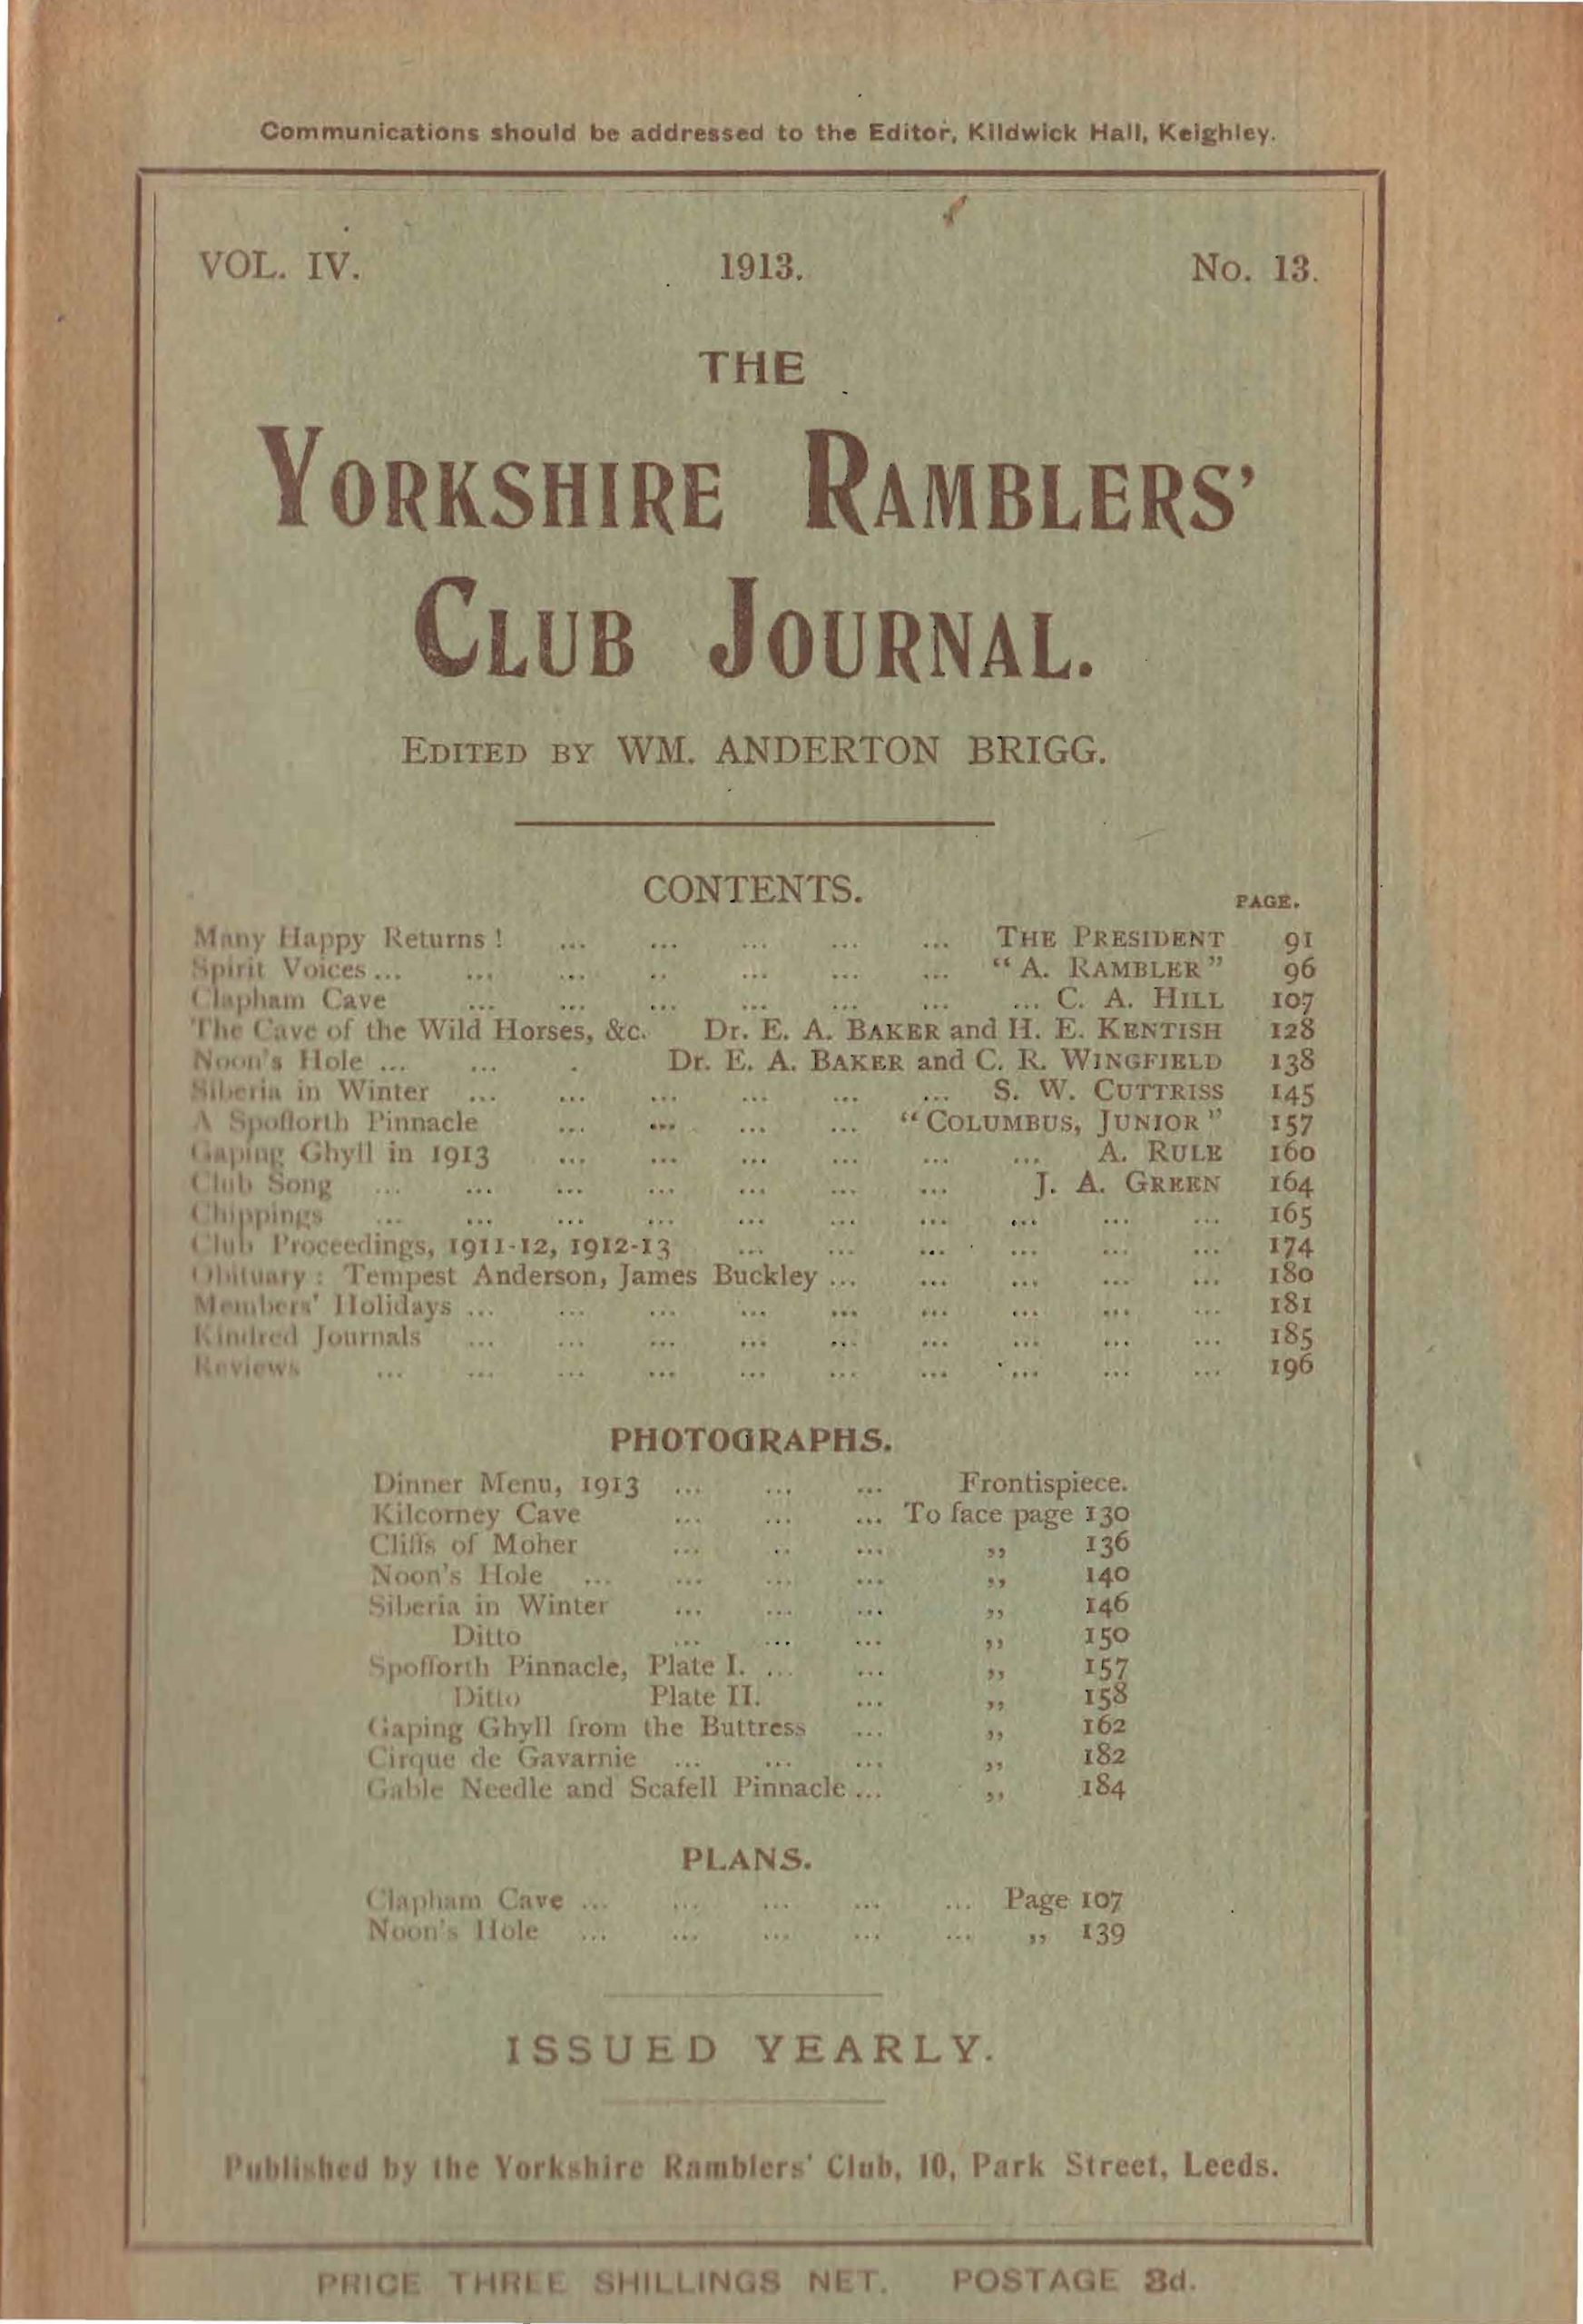 Communications should be addressed to the Editor, Kildwick Hall, Keighley.
VOL. IV. 1913. No. 13.
THE
YORKSHIRE RAMBLERS'
CLUB JOURNAL.
EDITED BY WM. ANDERTON BRIGG.
CONTENTS.
PAGE.
Many Happy Returns ! ... ... ... ... ... THE PRESIDENT 91
Spirit Voices ... ... ... .. ... ... ... "A. RAMBLER" 96
Clapham Cave ... ... ... ... ... ... ... C. A. HILL 107
The Cave of the Wild Horses, &c. Dr. E. A. BAKER and H. E. KENTISH 128
Noon's Hole ... ... . Dr. E. A. BAKER and C. R. WINGFIELD 138
Siberia in Winter ... ... ... ... ... ... S. W. CUTTRISS 145
A Spofforth Pinnacle ... ... ... ... "COLUMBUS, JUNIOR" 157
Gaping Ghyll in 1913 ... ... ... ... ... ... A. RULE 160
Club Song ... ... ... ... ... ... ... J. A. GREEN 164
Chippings ... ... ... ... ... ... ... ... ... ... 165
Club Proceedings, 1911-12, 1912-13 ... ... ... ... ... ... 174
Obituary : Tempest Anderson, James Buckley ... ... ... ... ... 180
Members' Holidays ... ... ... ... ... ... ... ... ... 181
Kindred Journals ... ... ... ... ... ... ... ... ... 185
Reviews ... ... ... ... ... ... ... ... ... ... 196
PHOTOGRAPHS.
Dinner Menu, 1913 ... ... ... Frontispiece.
Kilcorney Cave ... ... ... To face page 130
Cliffs of Moher ... .. ... ,, 136
Noon's Hole ... ... ... ... ,, 140
Siberia in Winter ... ... ... ,, 146
Ditto ... ... ... ,, 150
Spofforth Pinnacle, Plate I. ... ... ,, 157
Ditto Plate II. ... ,, 158
Gaping Ghyll from the Buttress ... ,, 162
Cirque de Gavarnie ... ... ... ,, 182
Gable Needle and Scafell Pinnacle ... ,, 184
PLANS.
Clapham Cave ... ... ... ... ... Page 107
Noon's Hole ... ... ... ... ... ,, 139
ISSUED YEARLY.
Published by the Yorkshire Ramblers' Club, 10, Park Street, Leeds.
PRICE THREE SHILLINGS NET. POSTAGE 3d.